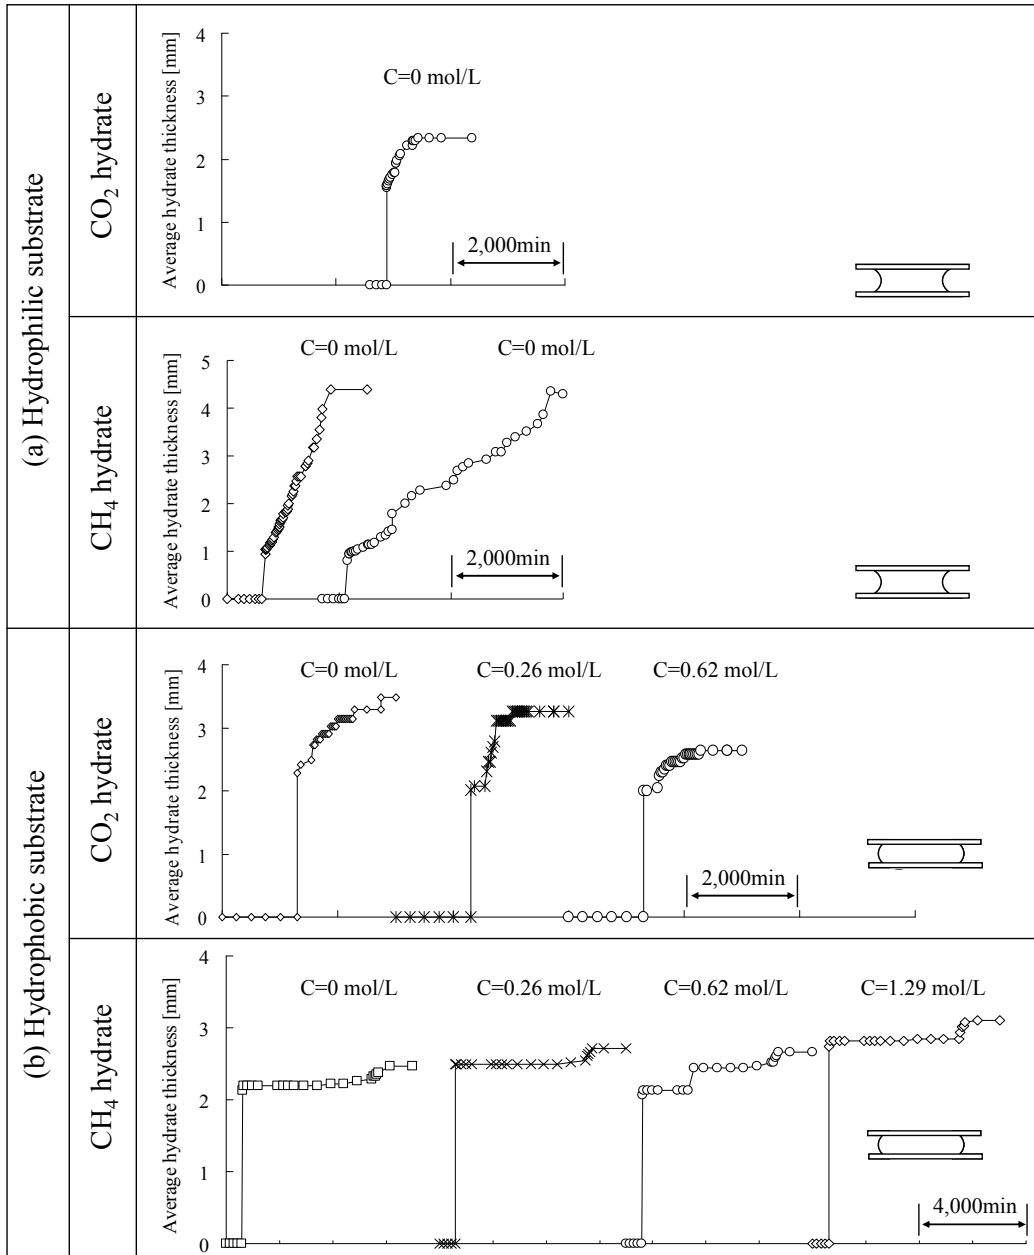 (a) Hydrophilic substrate
CO₂ hydrate
Average hydrate thickness [mm]
4
3
2
1
0
C=0 mol/L
2,000min
CH₄ hydrate
Average hydrate thickness [mm]
5
4
3
2
1
0
C=0 mol/L
C=0 mol/L
2,000min
(b) Hydrophobic substrate
CO₂ hydrate
Average hydrate thickness [mm]
4
3
2
1
0
C=0 mol/L
C=0.26 mol/L
C=0.62 mol/L
2,000min
CH₄ hydrate
Average hydrate thickness [mm]
4
3
2
1
0
C=0 mol/L
C=0.26 mol/L
C=0.62 mol/L
C=1.29 mol/L
4,000min